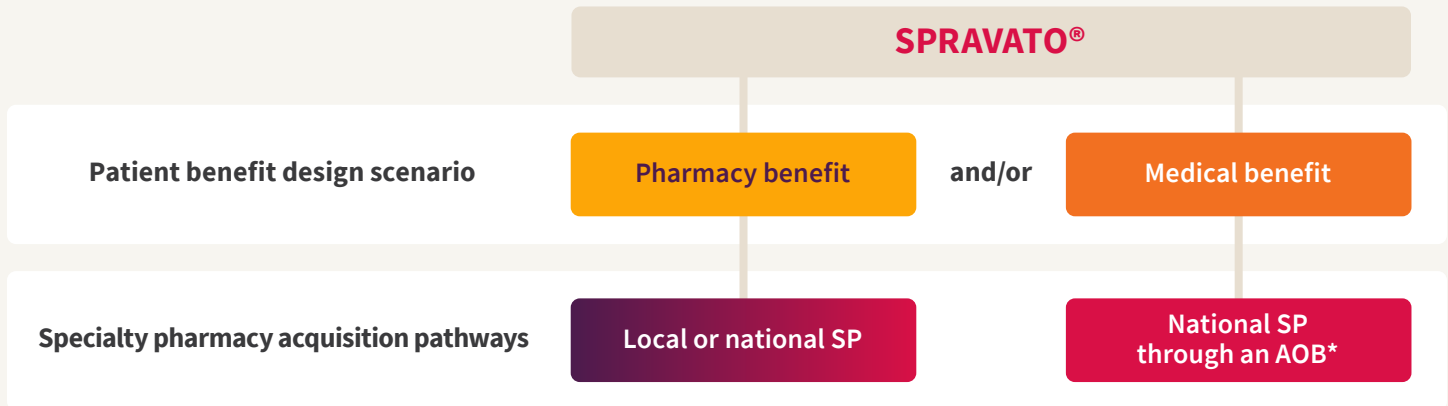 SPRAVATO®
Patient benefit design scenario
Pharmacy benefit
and/or
Medical benefit
Specialty pharmacy acquisition pathways
Local or national SP
National SP
through an AOB*